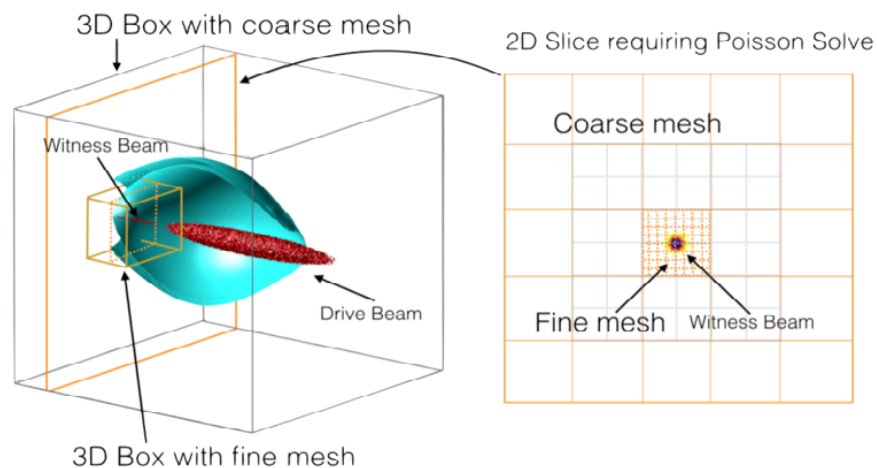 3D Box with coarse mesh
2D Slice requiring Poisson Solve
Witness Beam
Coarse mesh
Drive Beam
Fine mesh
Witness Beam
3D Box with fine mesh